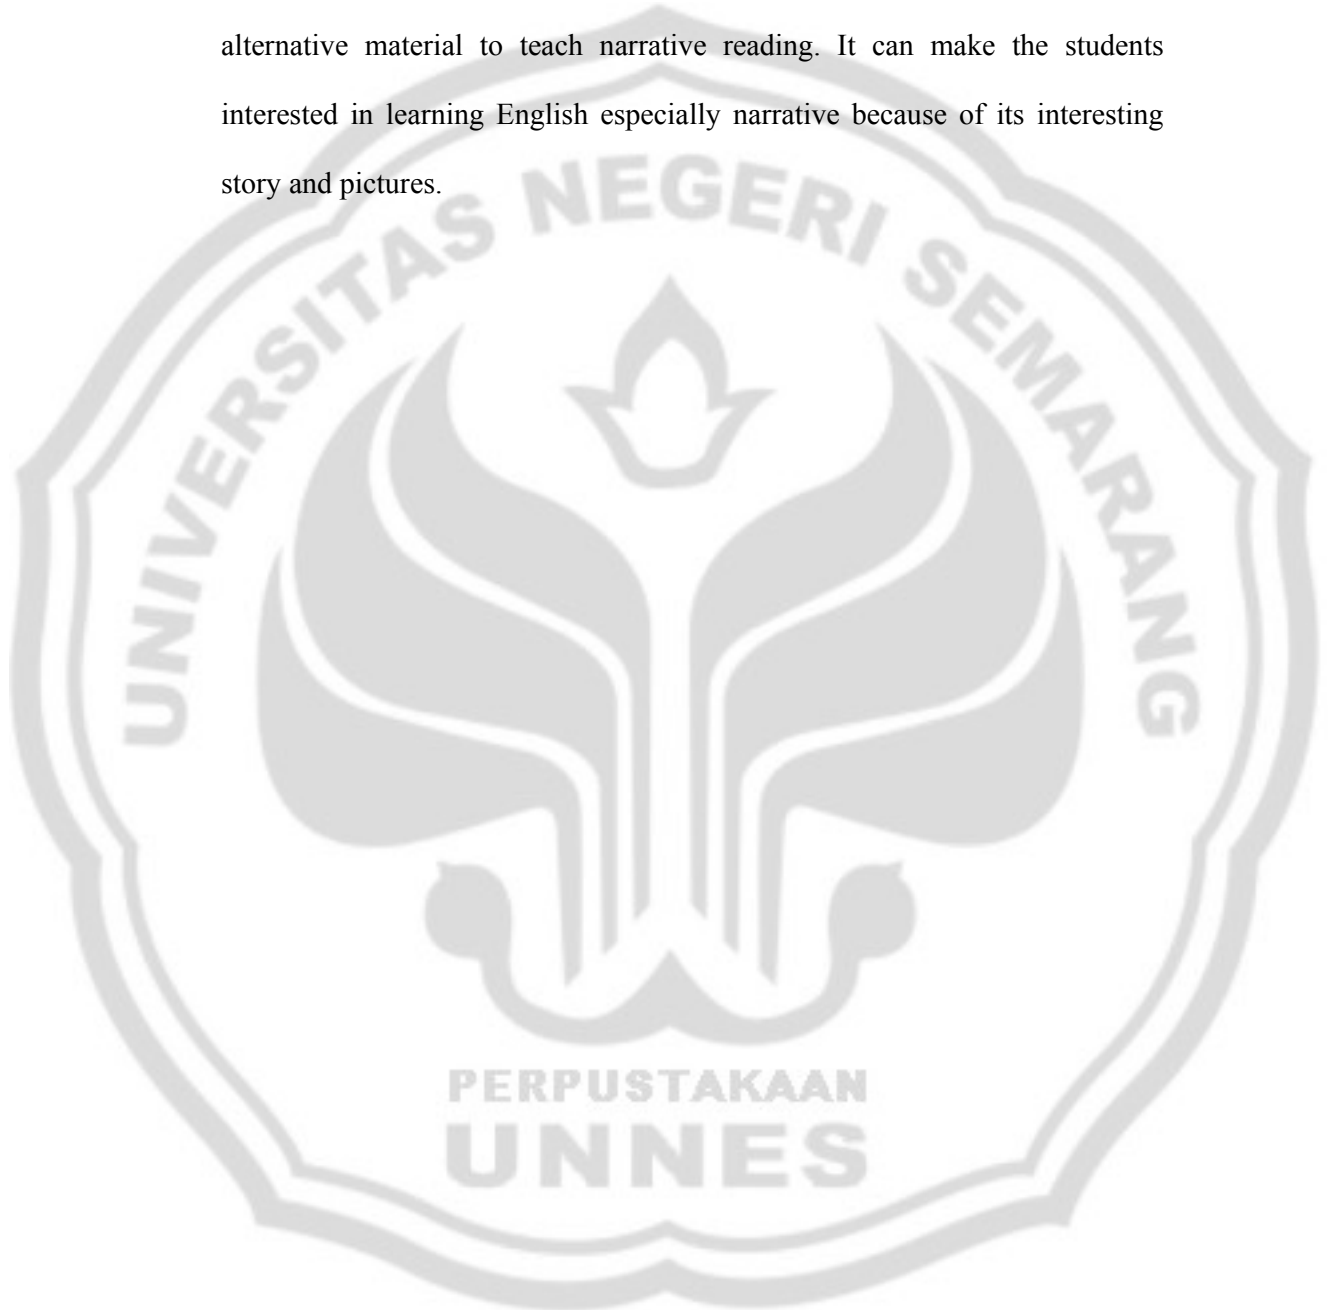 alternative material to teach narrative reading. It can make the students
interested in learning English especially narrative because of its interesting
story and pictures.
UNIVERSITAS NEGERI SEMARANG
PERPUSTAKAAN
UNNES